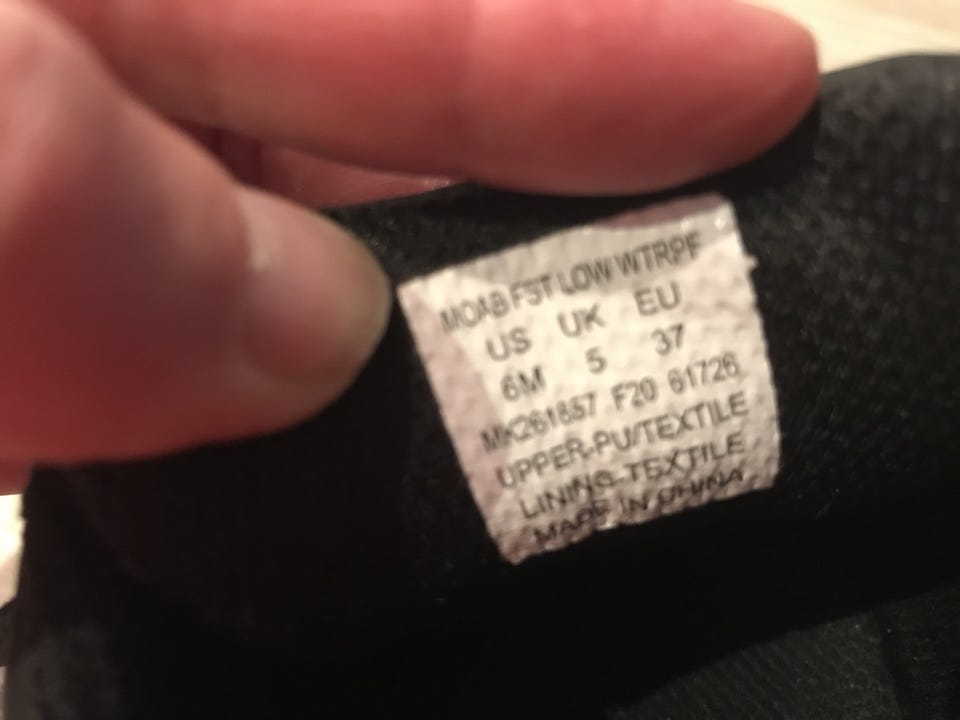 MOAB FST LOW WTRPF
US UK EU
6M 5 37
MK261657 F20 61726
UPPER-PU/TEXTILE
LINING-TEXTILE
MADE IN CHINA